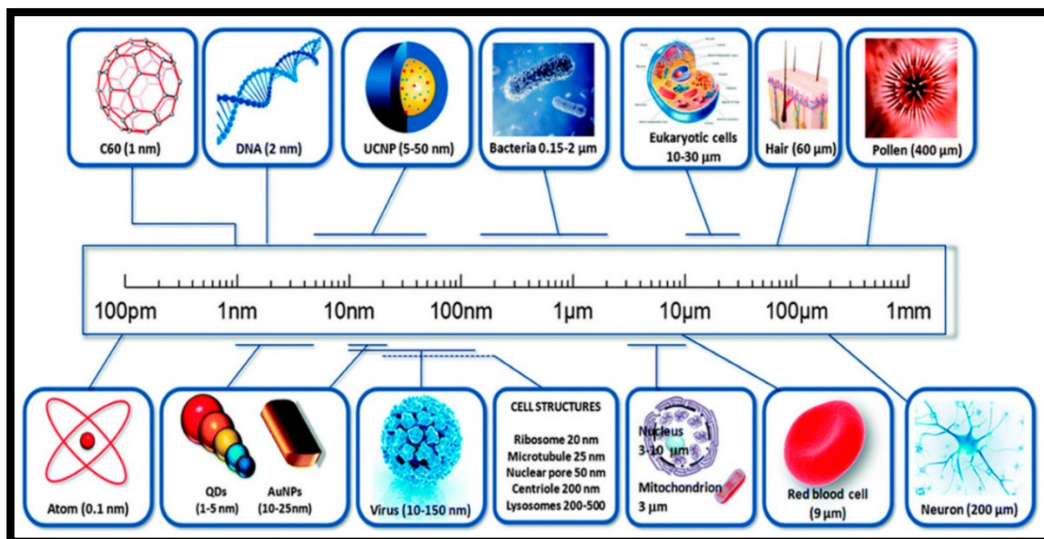 C60 (1 nm)
DNA (2 nm)
UCNP (5-50 nm)
Bacteria 0.15-2 µm
Eukaryotic cells
10-30 µm
Hair (60 µm)
Pollen (400 µm)
100pm
1nm
10nm
100nm
1µm
10µm
100µm
1mm
Atom (0.1 nm)
QDs
(1-5 nm)
AuNPs
(10-25nm)
Virus (10-150 nm)
CELL STRUCTURES
Ribosome 20 nm
Microtubule 25 nm
Nuclear pore 50 nm
Centriole 200 nm
Lysosomes 200-500
Nucleus
3-10 µm
Mitochondrion
3 µm
Red blood cell
(9 µm)
Neuron (200 µm)